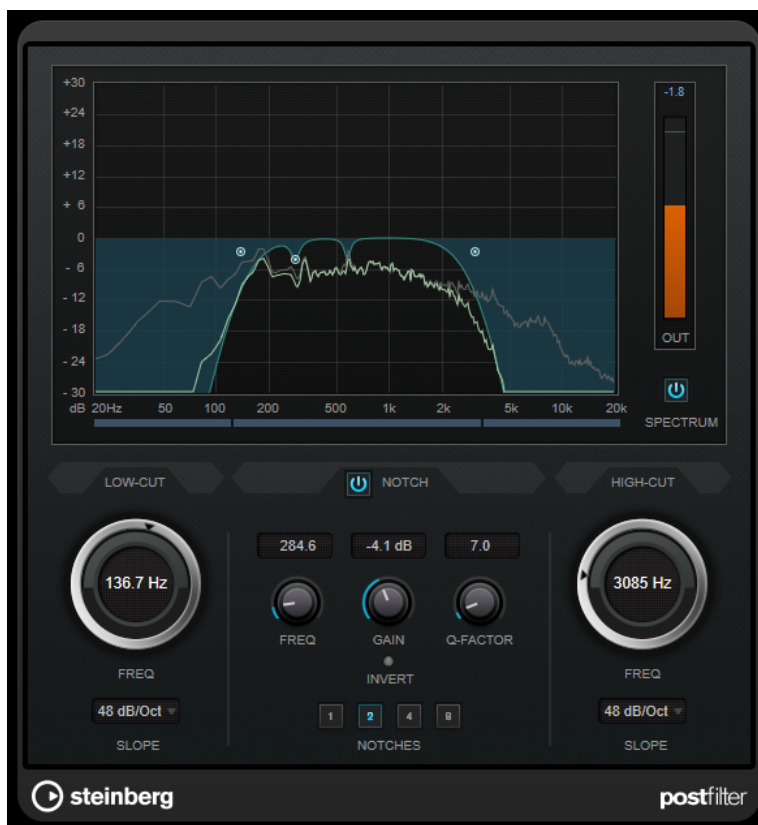 +30
-1.8
+24
+18
+12
+ 6
0
- 6
- 12
- 18
- 24
- 30
OUT
dB 20Hz 50 100 200 500 1k 2k 5k 10k 20k
SPECTRUM
LOW-CUT NOTCH HIGH-CUT
284.6 -4.1 dB 7.0
136.7 Hz 3085 Hz
FREQ GAIN Q-FACTOR
INVERT
FREQ FREQ
48 dB/Oct 1 2 4 8 48 dB/Oct
SLOPE NOTCHES SLOPE
steinberg postfilter